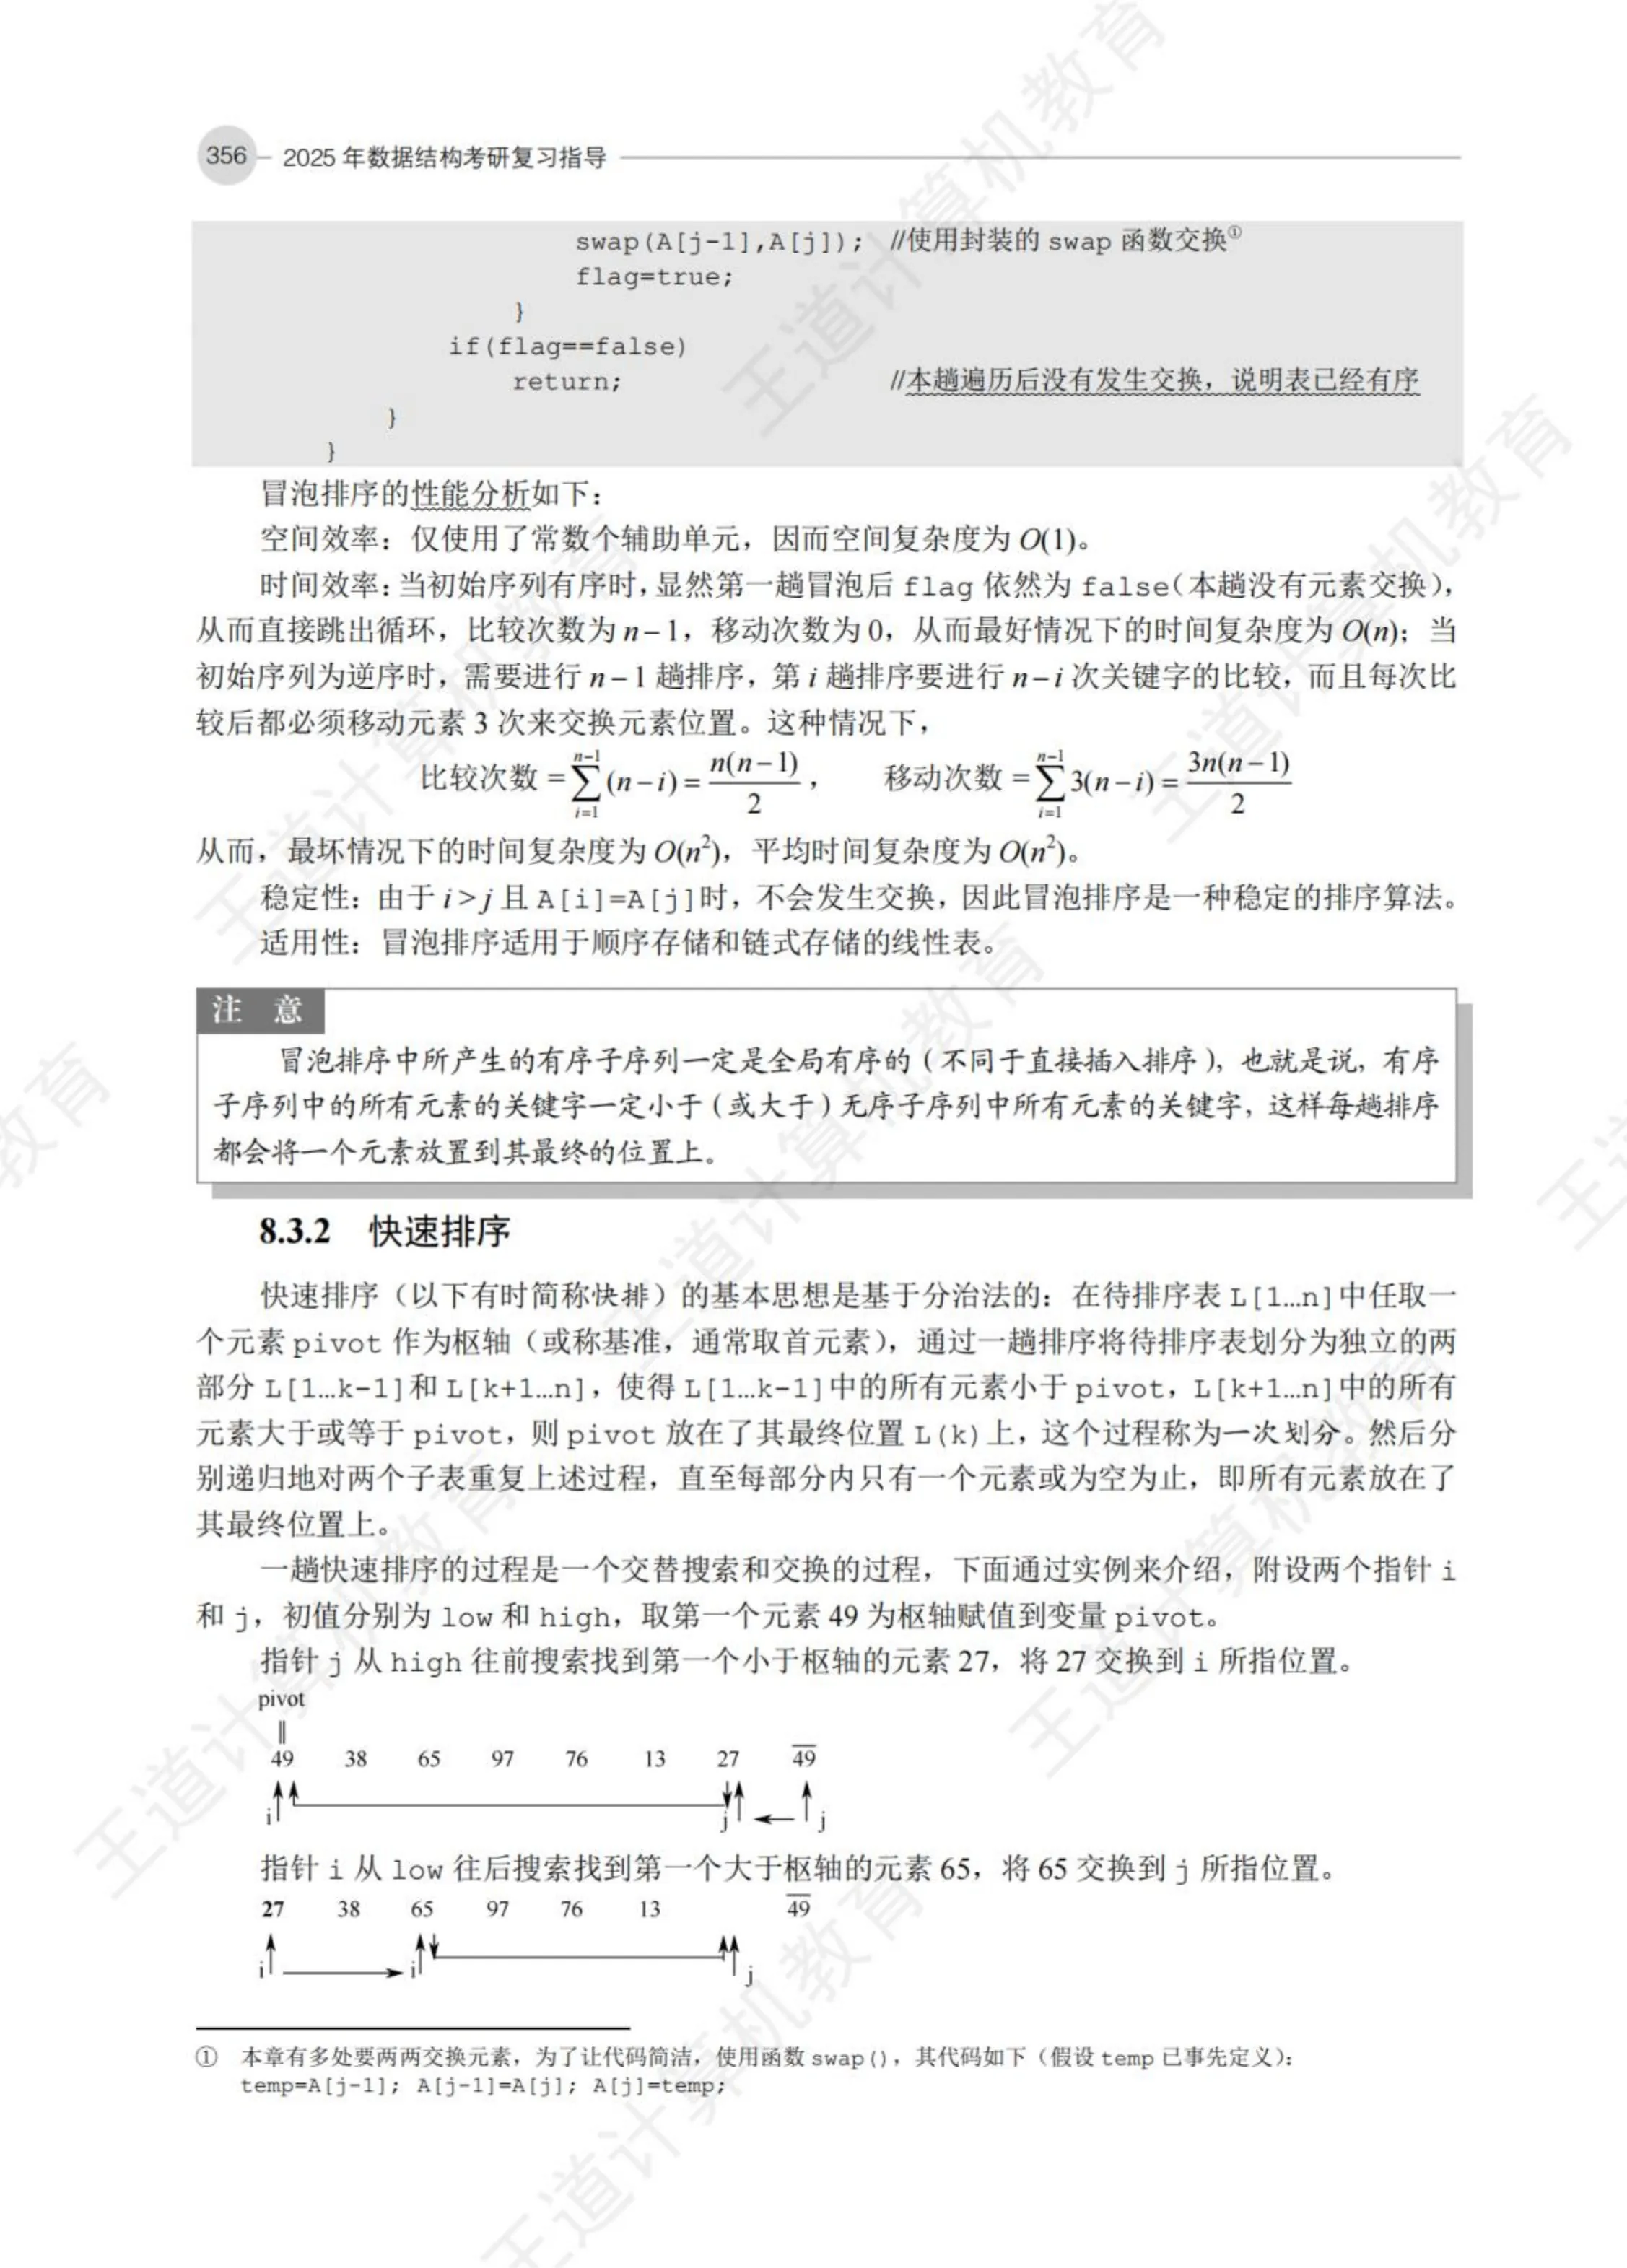 356 2025 年数据结构考研复习指导
swap(A[j-1],A[j]); //使用封装的 swap 函数交换①
flag=true;
}
if(flag==false)
return; //本趟遍历后没有发生交换，说明表已经有序
}
}
冒泡排序的性能分析如下：
空间效率：仅使用了常数个辅助单元，因而空间复杂度为 O(1)。
时间效率：当初始序列有序时，显然第一趟冒泡后 flag 依然为 false（本趟没有元素交换），
从而直接跳出循环，比较次数为 n−1，移动次数为 0，从而最好情况下的时间复杂度为 O(n)；当
初始序列为逆序时，需要进行 n−1 趟排序，第 i 趟排序要进行 n−i 次关键字的比较，而且每次比
较后都必须移动元素 3 次来交换元素位置。这种情况下，
比较次数 =∑_{i=1}^{n−1}(n−i)=n(n−1)/2， 移动次数 =∑_{i=1}^{n−1}3(n−i)=3n(n−1)/2
从而，最坏情况下的时间复杂度为 O(n²)，平均时间复杂度为 O(n²)。
稳定性：由于 i>j 且 A[i]=A[j]时，不会发生交换，因此冒泡排序是一种稳定的排序算法。
适用性：冒泡排序适用于顺序存储和链式存储的线性表。
注 意
冒泡排序中所产生的有序子序列一定是全局有序的（不同于直接插入排序），也就是说，有序
子序列中的所有元素的关键字一定小于（或大于）无序子序列中所有元素的关键字，这样每趟排序
都会将一个元素放置到其最终的位置上。
8.3.2 快速排序
快速排序（以下有时简称快排）的基本思想是基于分治法的：在待排序表 L[1…n]中任取一
个元素 pivot 作为枢轴（或称基准，通常取首元素），通过一趟排序将待排序表划分为独立的两
部分 L[1…k-1]和 L[k+1…n]，使得 L[1…k-1]中的所有元素小于 pivot，L[k+1…n]中的所有
元素大于或等于 pivot，则 pivot 放在了其最终位置 L(k)上，这个过程称为一次划分。然后分
别递归地对两个子表重复上述过程，直至每部分内只有一个元素或为空为止，即所有元素放在了
其最终位置上。
一趟快速排序的过程是一个交替搜索和交换的过程，下面通过实例来介绍，附设两个指针 i
和 j，初值分别为 low 和 high，取第一个元素 49 为枢轴赋值到变量 pivot。
指针 j 从 high 往前搜索找到第一个小于枢轴的元素 27，将 27 交换到 i 所指位置。
pivot
‖
49 38 65 97 76 13 27 4̅9̅
i j j
指针 i 从 low 往后搜索找到第一个大于枢轴的元素 65，将 65 交换到 j 所指位置。
27 38 65 97 76 13 4̅9̅
i i j
① 本章有多处要两两交换元素，为了让代码简洁，使用函数 swap()，其代码如下（假设 temp 已事先定义）：
temp=A[j-1]; A[j-1]=A[j]; A[j]=temp;
王道计算机教育